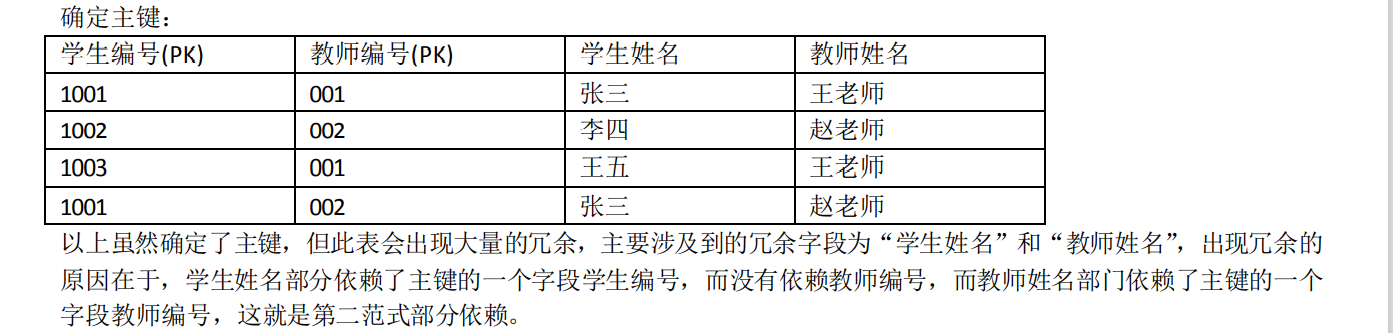 确定主键：
学生编号(PK) 教师编号(PK) 学生姓名 教师姓名
1001 001 张三 王老师
1002 002 李四 赵老师
1003 001 王五 王老师
1001 002 张三 赵老师
以上虽然确定了主键，但此表会出现大量的冗余，主要涉及到的冗余字段为“学生姓名”和“教师姓名”，出现冗余的
原因在于，学生姓名部分依赖了主键的一个字段学生编号，而没有依赖教师编号，而教师姓名部门依赖了主键的一个
字段教师编号，这就是第二范式部分依赖。